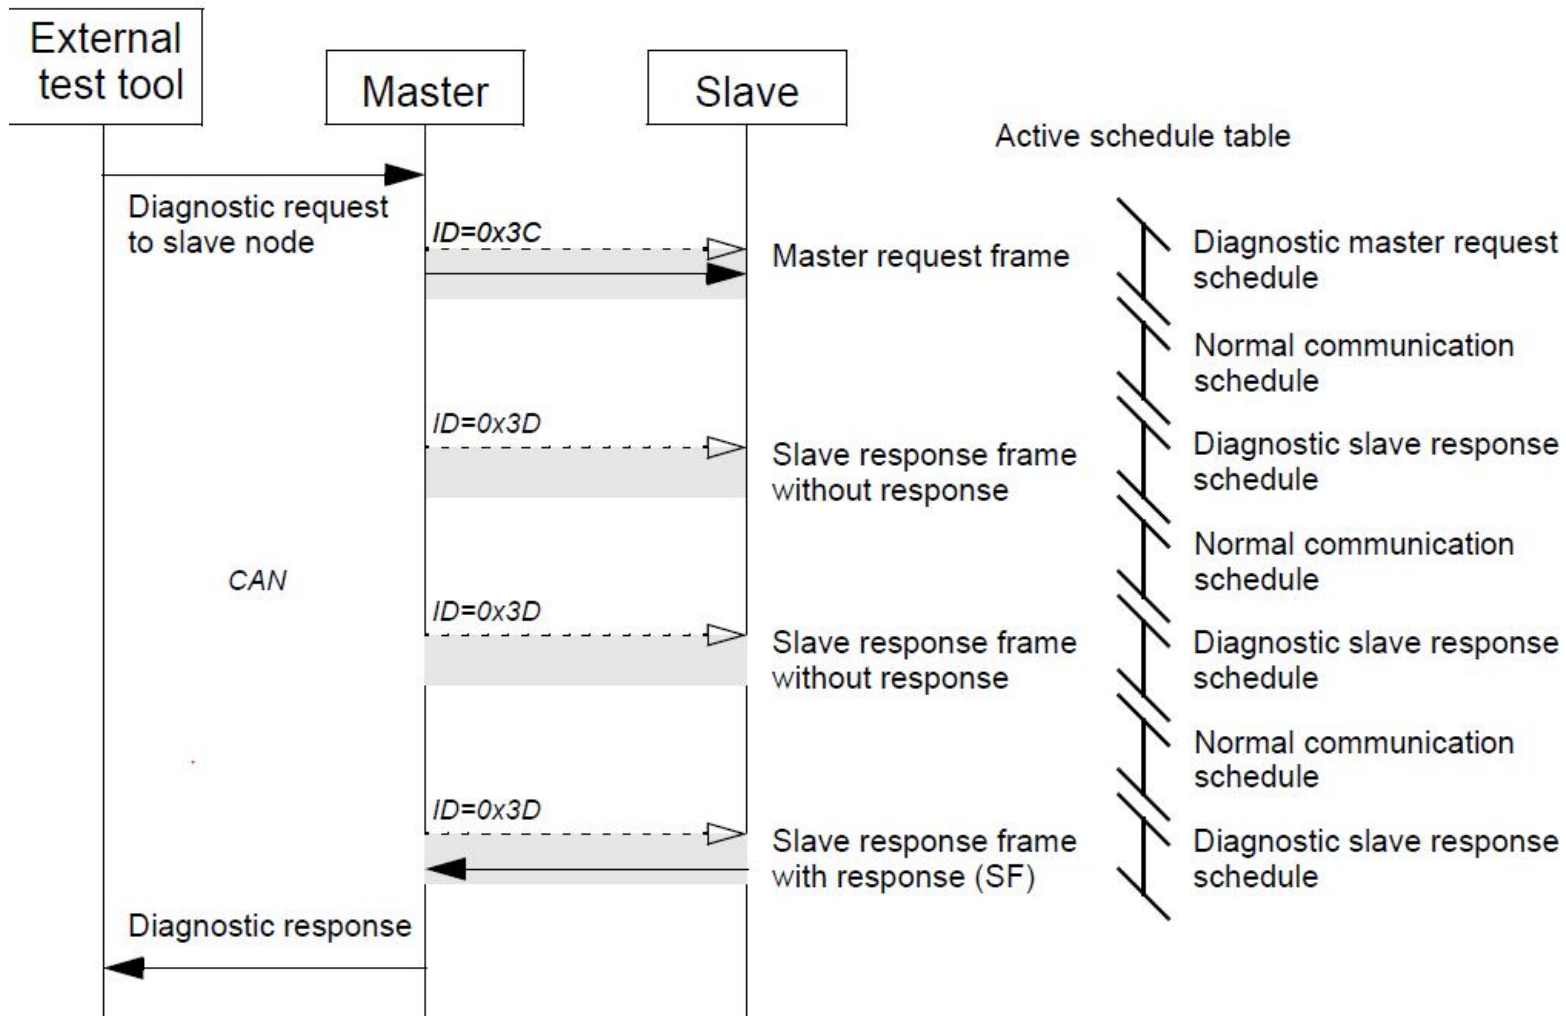 External
test tool
Master
Slave
Active schedule table
Diagnostic request
to slave node
ID=0x3C
Master request frame
Diagnostic master request
schedule
Normal communication
schedule
ID=0x3D
Slave response frame
without response
Diagnostic slave response
schedule
Normal communication
schedule
CAN
ID=0x3D
Slave response frame
without response
Diagnostic slave response
schedule
Normal communication
schedule
ID=0x3D
Slave response frame
with response (SF)
Diagnostic slave response
schedule
Diagnostic response